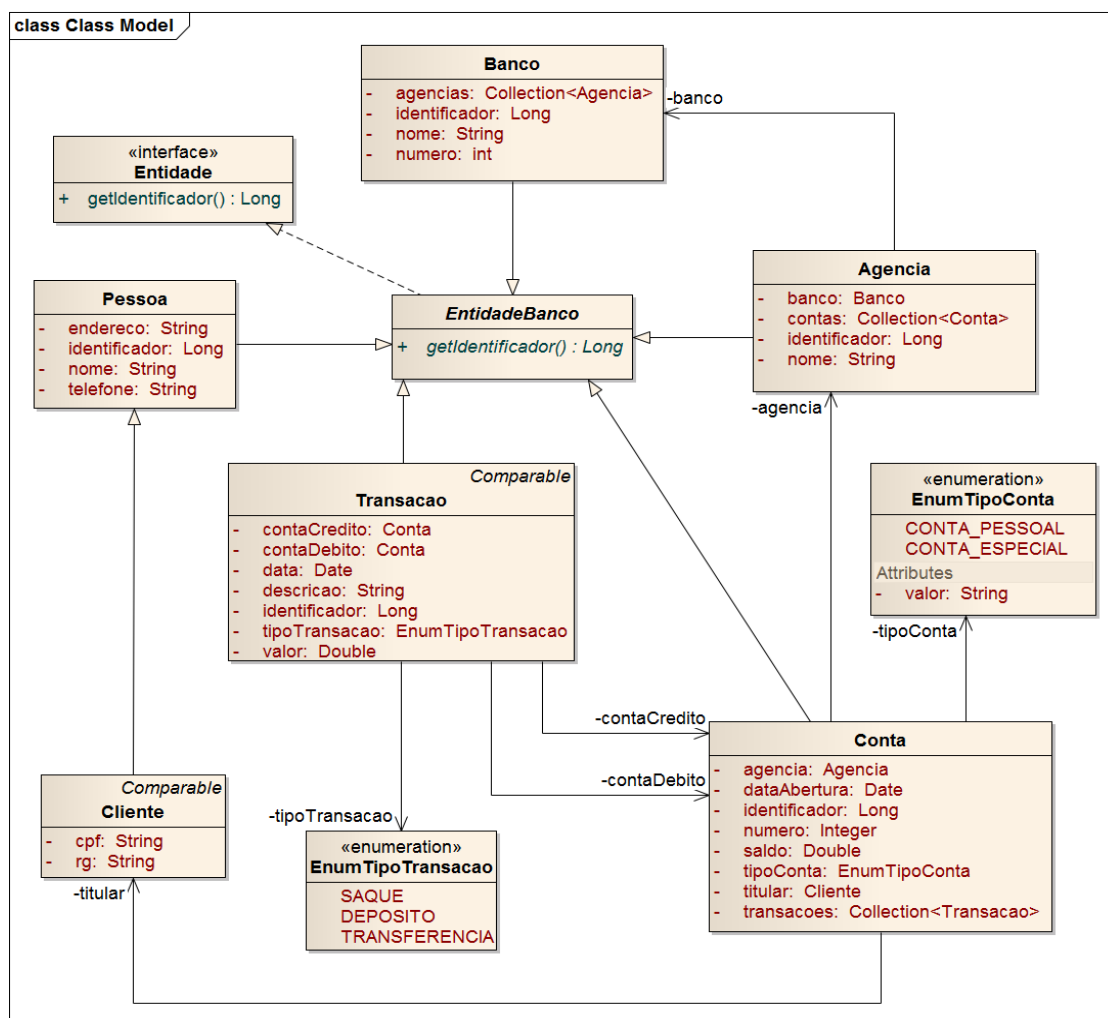 class Class Model
Banco
- agencias: Collection<Agencia>
- identificador: Long
- nome: String
- numero: int
-banco
«interface»
Entidade
+ getIdentificador() : Long
Pessoa
- endereco: String
- identificador: Long
- nome: String
- telefone: String
EntidadeBanco
+ getIdentificador() : Long
Agencia
- banco: Banco
- contas: Collection<Conta>
- identificador: Long
- nome: String
-agencia
Comparable
Transacao
- contaCredito: Conta
- contaDebito: Conta
- data: Date
- descricao: String
- identificador: Long
- tipoTransacao: EnumTipoTransacao
- valor: Double
«enumeration»
EnumTipoConta
CONTA_PESSOAL
CONTA_ESPECIAL
Attributes
- valor: String
-tipoConta
-contaCredito
-contaDebito
Conta
- agencia: Agencia
- dataAbertura: Date
- identificador: Long
- numero: Integer
- saldo: Double
- tipoConta: EnumTipoConta
- titular: Cliente
- transacoes: Collection<Transacao>
Comparable
Cliente
- cpf: String
- rg: String
-titular
-tipoTransacao
«enumeration»
EnumTipoTransacao
SAQUE
DEPOSITO
TRANSFERENCIA